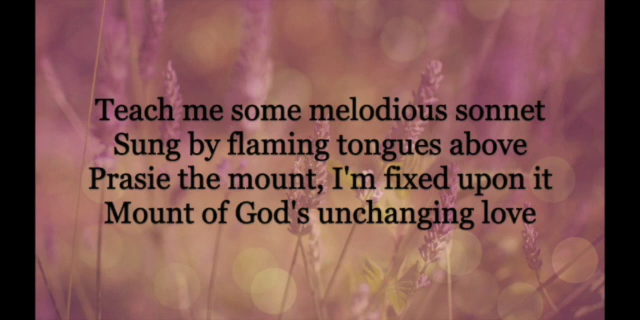 Teach me some melodious sonnet
Sung by flaming tongues above
Prasie the mount, I'm fixed upon it
Mount of God's unchanging love